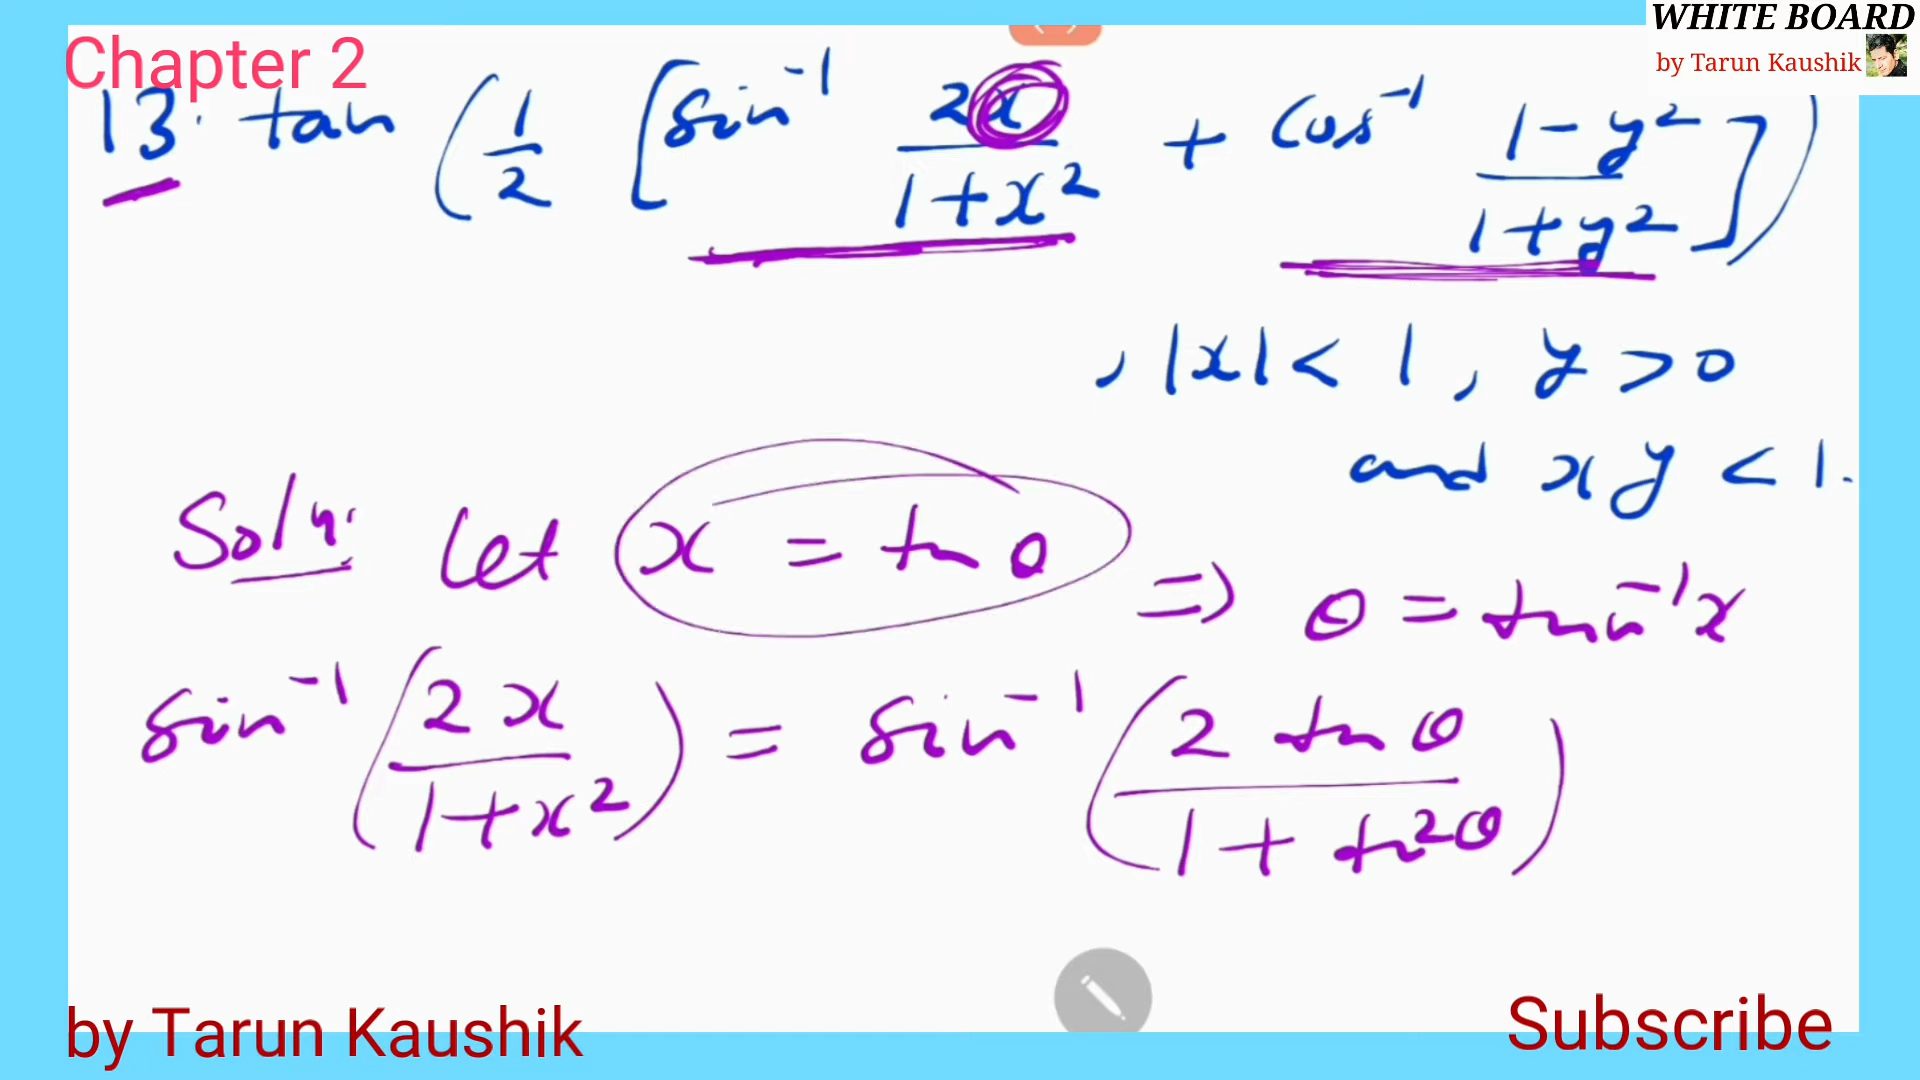 WHITE BOARD
by Tarun Kaushik
Chapter 2
13. tan (1/2 [sin⁻¹ 2x/1+x² + cos⁻¹ 1-y²/1+y²])
, |x| < 1, y > 0
and xy < 1.
Soln: Let x = tan θ ⇒ θ = tan⁻¹x
sin⁻¹ (2x/1+x²) = sin⁻¹ (2 tan θ/1 + tan²θ)
by Tarun Kaushik
Subscribe